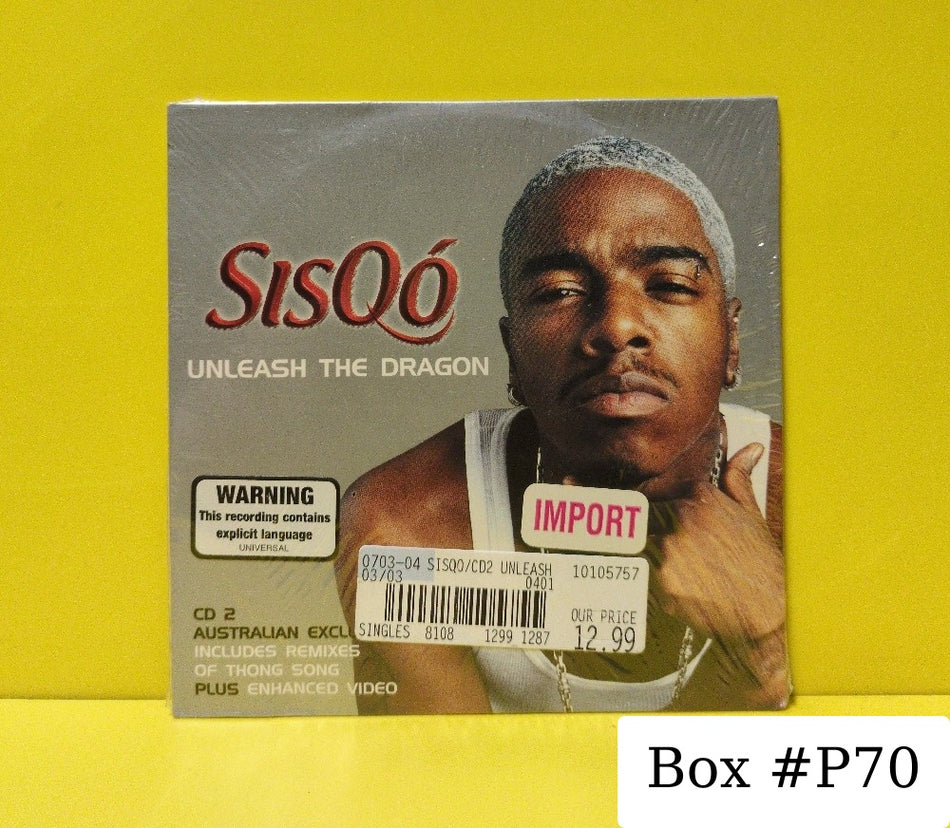 SISQÓ
UNLEASH THE DRAGON
WARNING
This recording contains
explicit language
UNIVERSAL
IMPORT
0703-04 SISQO/CD2 UNLEASH 10105757
03/03 0401
OUR PRICE
SINGLES 8108 1299 1287 12.99
CD 2
AUSTRALIAN EXCLU
INCLUDES REMIXES
OF THONG SONG
PLUS ENHANCED VIDEO
Box #P70